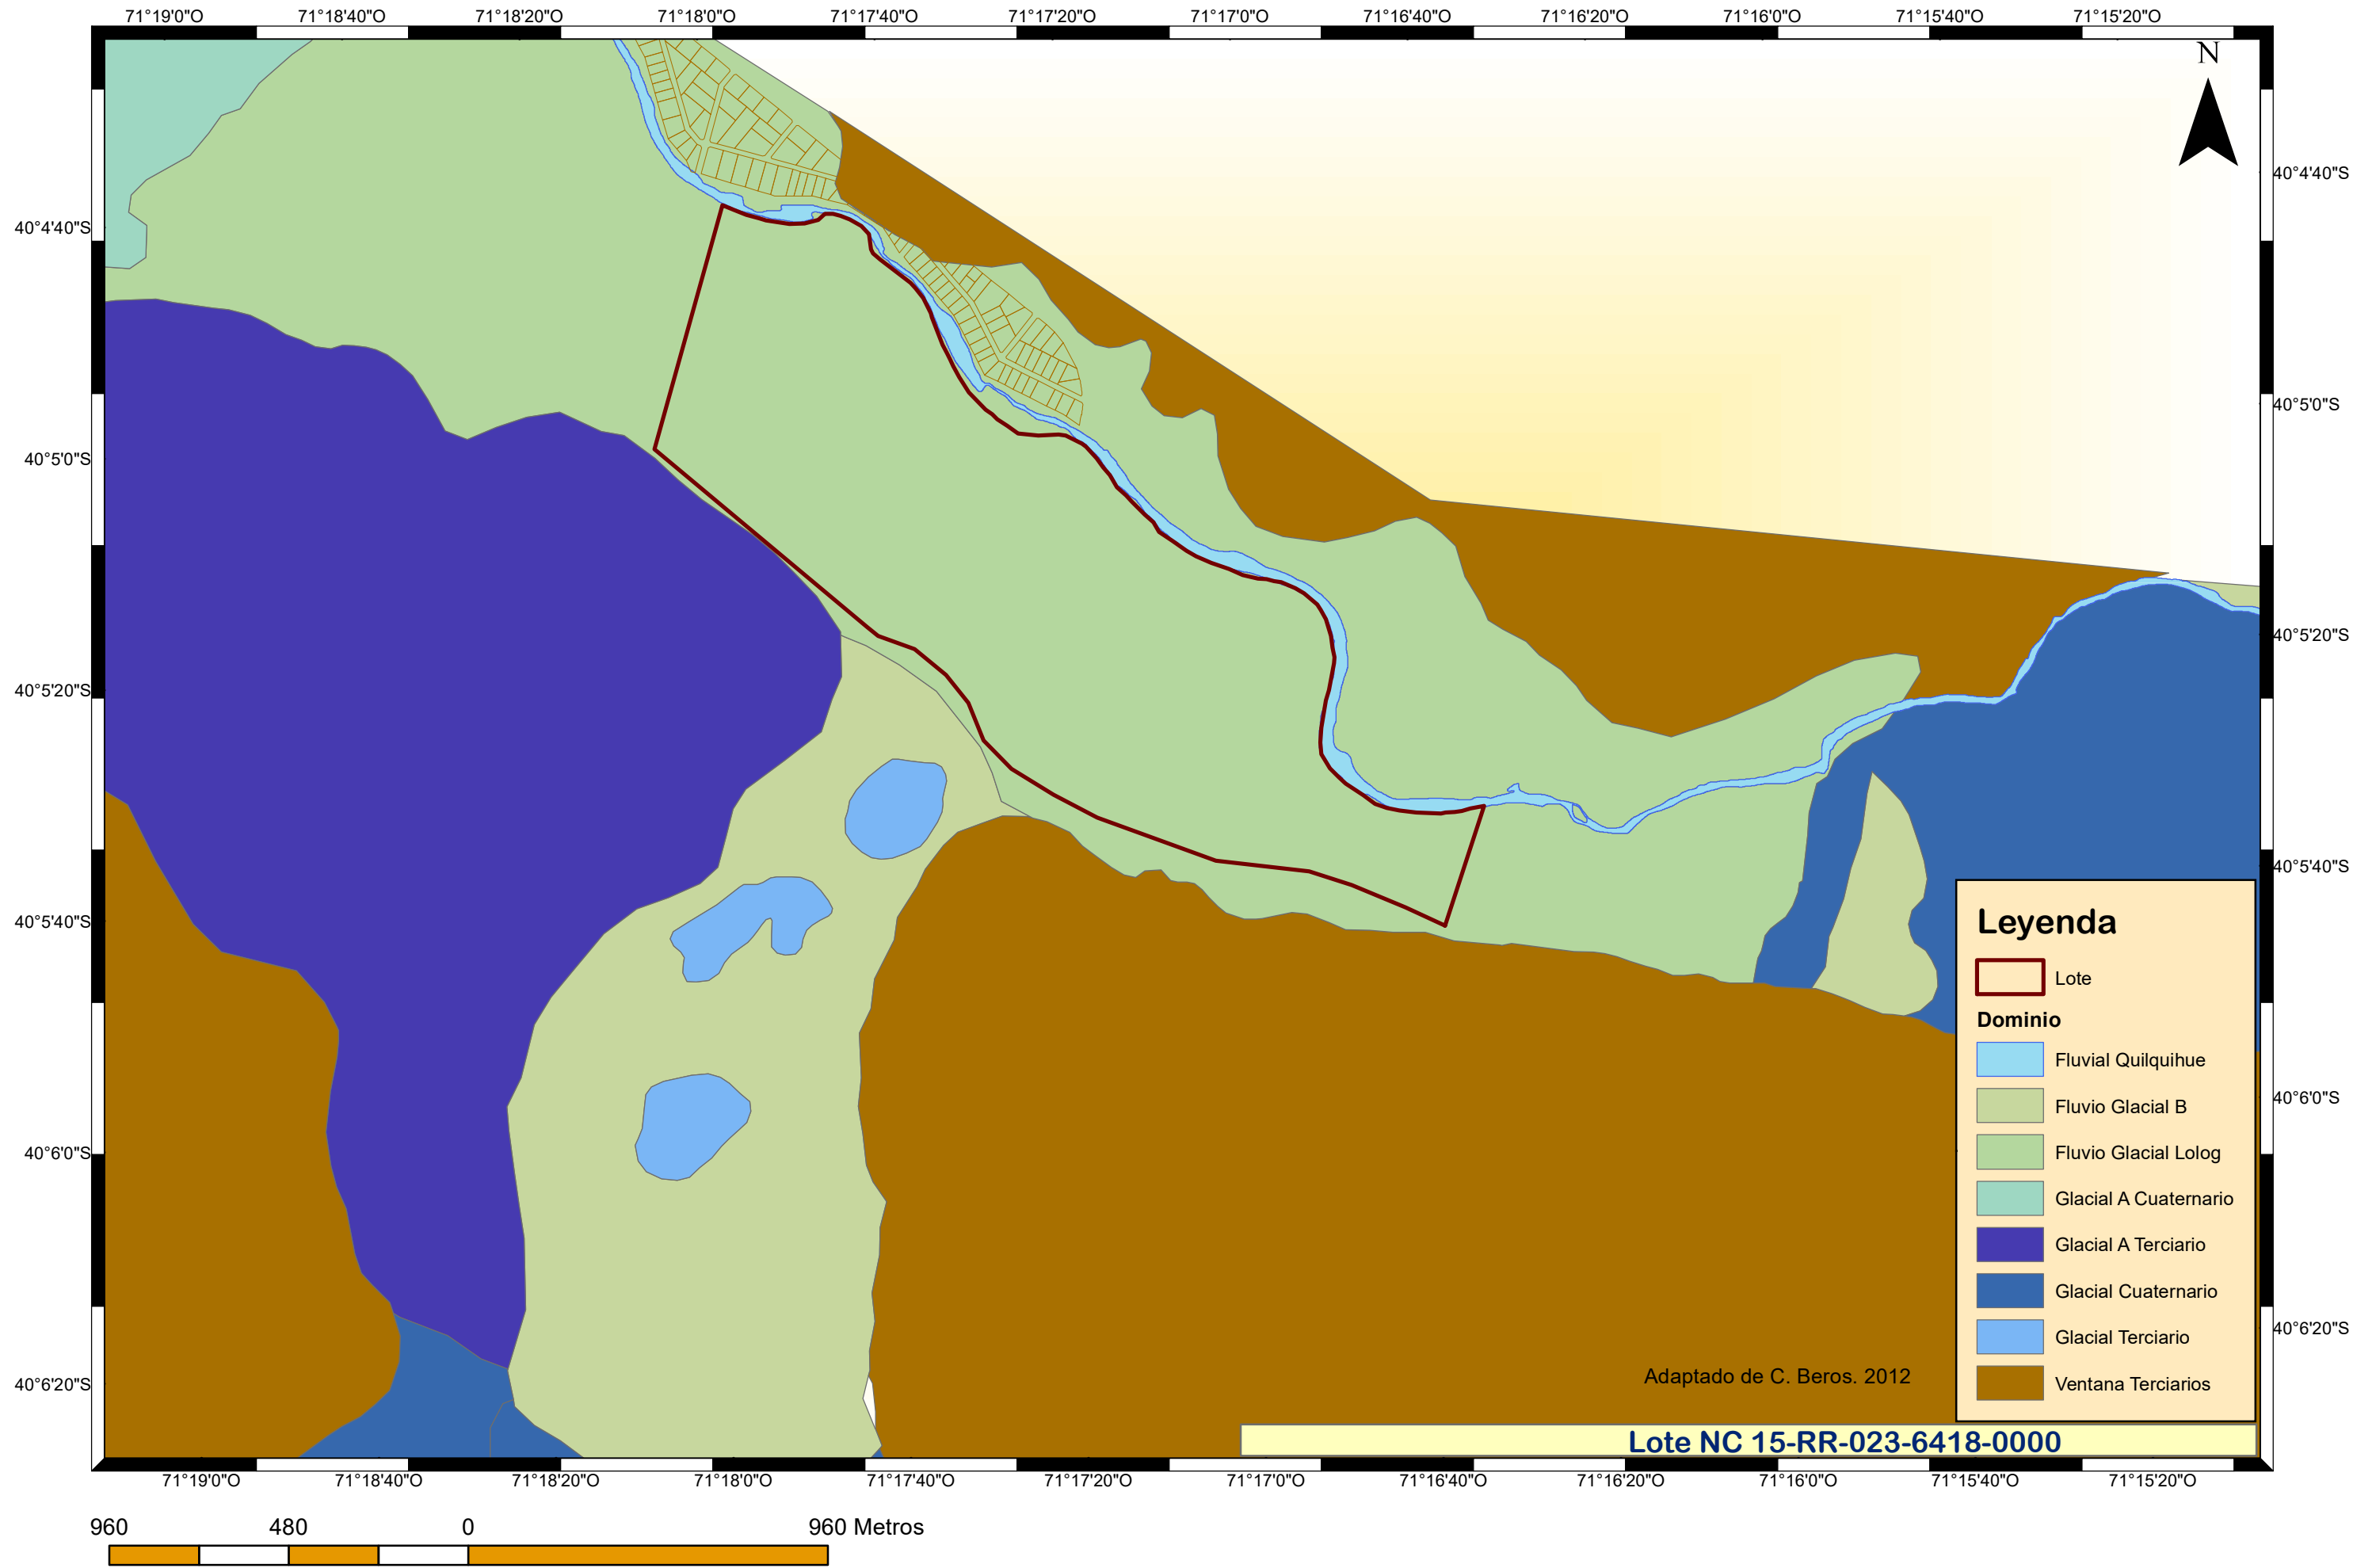 71°19'0"O 71°18'40"O 71°18'20"O 71°18'0"O 71°17'40"O 71°17'20"O 71°17'0"O 71°16'40"O 71°16'20"O 71°16'0"O 71°15'40"O 71°15'20"O
N
40°4'40"S
40°4'40"S
40°5'0"S
40°5'0"S
40°5'20"S
40°5'20"S
40°5'40"S
40°5'40"S
40°6'0"S
40°6'0"S
40°6'20"S
40°6'20"S
Leyenda
Lote
Dominio
Fluvial Quilquihue
Fluvio Glacial B
Fluvio Glacial Lolog
Glacial A Cuaternario
Glacial A Terciario
Glacial Cuaternario
Glacial Terciario
Ventana Terciarios
Adaptado de C. Beros. 2012
Lote NC 15-RR-023-6418-0000
71°19'0"O 71°18'40"O 71°18'20"O 71°18'0"O 71°17'40"O 71°17'20"O 71°17'0"O 71°16'40"O 71°16'20"O 71°16'0"O 71°15'40"O 71°15'20"O
960 480 0 960 Metros